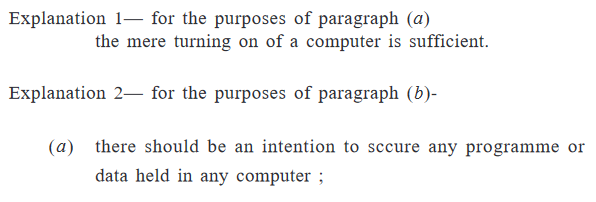 Explanation 1— for the purposes of paragraph (a)
the mere turning on of a computer is sufficient.
Explanation 2— for the purposes of paragraph (b)-
(a) there should be an intention to sccure any programme or
data held in any computer ;